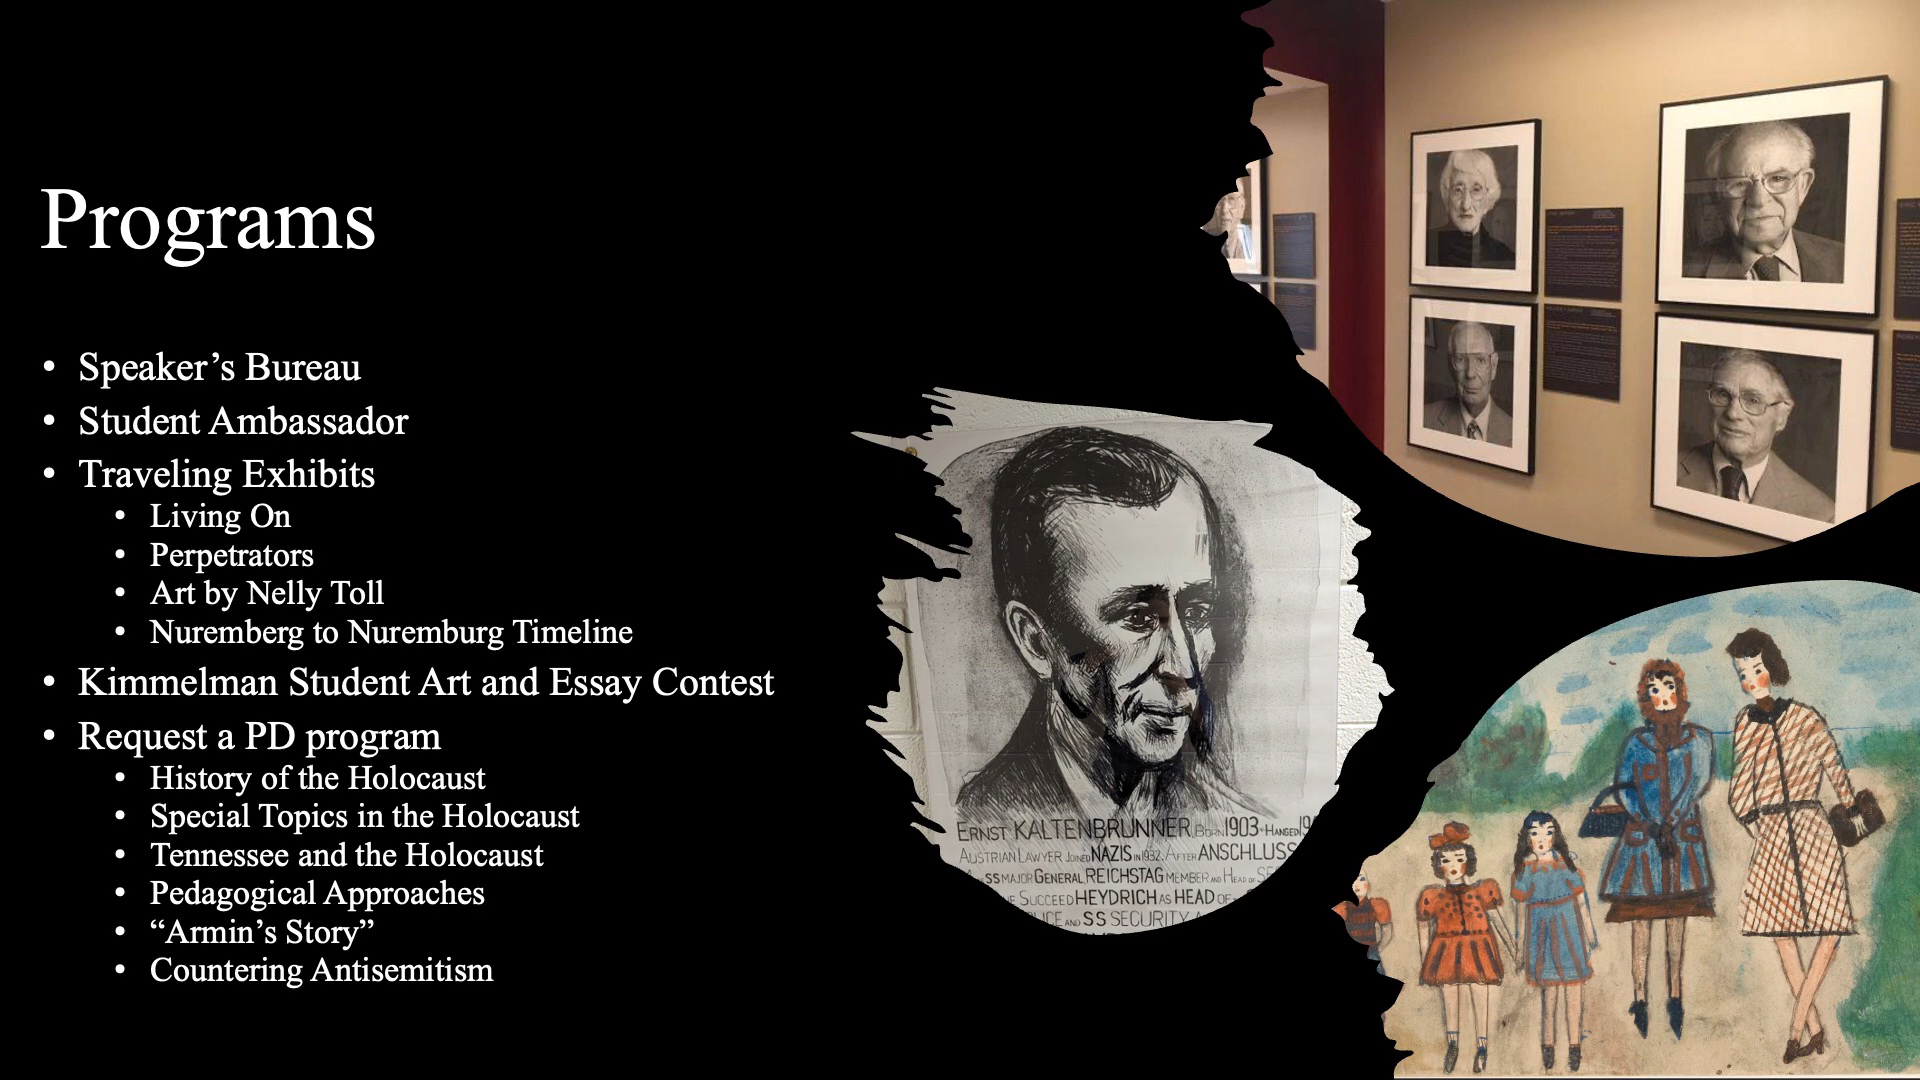 Programs
• Speaker’s Bureau
• Student Ambassador
• Traveling Exhibits
• Living On
• Perpetrators
• Art by Nelly Toll
• Nuremberg to Nuremburg Timeline
• Kimmelman Student Art and Essay Contest
• Request a PD program
• History of the Holocaust
• Special Topics in the Holocaust
• Tennessee and the Holocaust
• Pedagogical Approaches
• “Armin’s Story”
• Countering Antisemitism
ERNST KALTENBRUNNER, BORN 1903 • HANGED
AUSTRIAN LAWYER JOINED NAZIS IN 1932. AFTER ANSCHLUSS
SS MAJOR GENERAL, REICHSTAG MEMBER AND HEAD OF
SUCCEED HEYDRICH AS HEAD OF
AND SS SECURITY